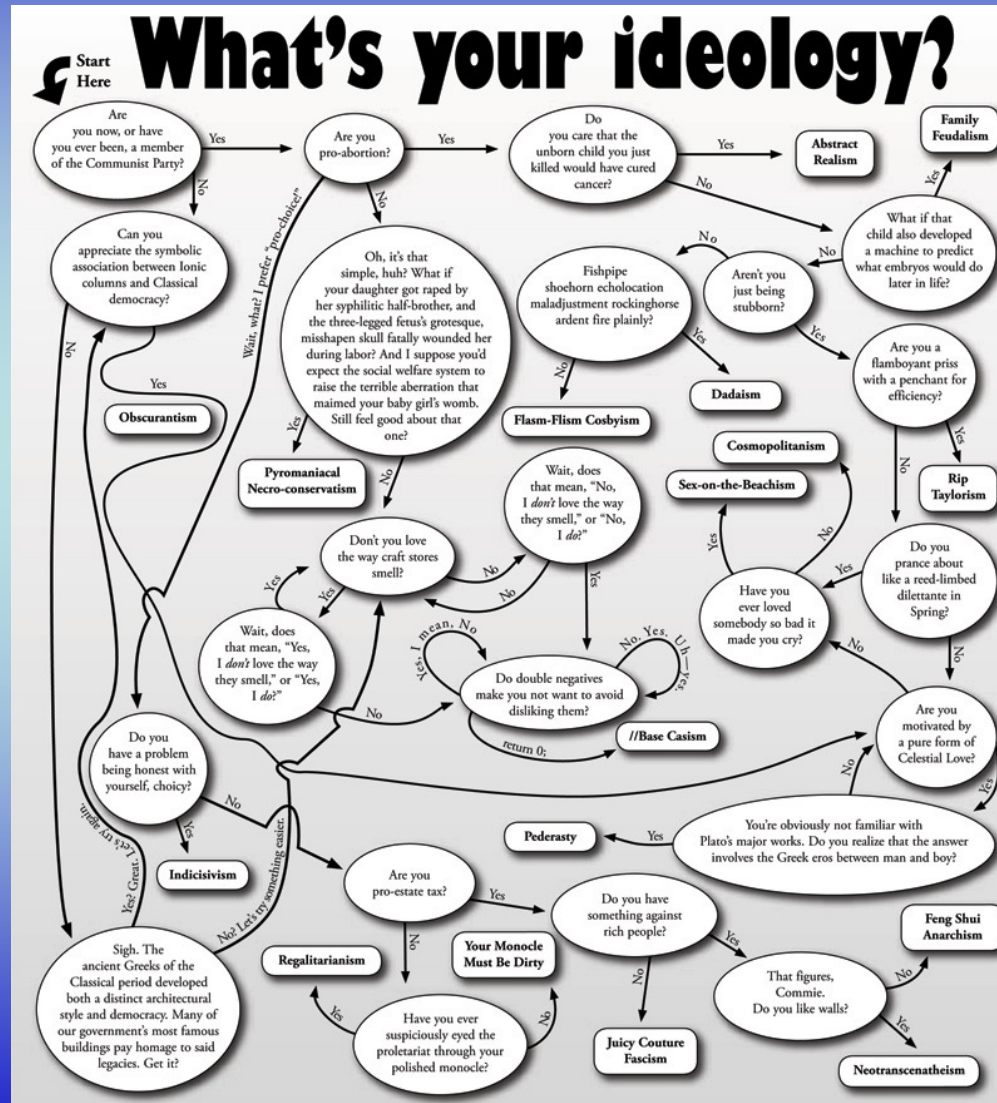 What's your ideology?
Start
Here
Are
you now, or have
you ever been, a member
of the Communist Party?
Yes
No
Are you
pro-abortion?
Yes
No
Wait, what? I prefer "pro-choice!"
Do
you care that the
unborn child you just
killed would have cured
cancer?
Yes
No
Abstract
Realism
Family
Feudalism
Yes
What if that
child also developed
a machine to predict
what embryos would do
later in life?
No
Can you
appreciate the symbolic
association between Ionic
columns and Classical
democracy?
No
Yes
Obscurantism
Oh, it's that
simple, huh? What if
your daughter got raped by
her syphilitic half-brother, and
the three-legged fetus's grotesque,
misshapen skull fatally wounded her
during labor? And I suppose you'd
expect the social welfare system to
raise the terrible aberration that
maimed your baby girl's womb.
Still feel good about that
one?
Yes
No
Pyromaniacal
Necro-conservatism
Fishpipe
shoehorn echolocation
maladjustment rockinghorse
ardent fire plainly?
No
Yes
Flasm-Flism Cosbyism
Dadaism
No
Aren't you
just being
stubborn?
Yes
Are you a
flamboyant priss
with a penchant for
efficiency?
No
Yes
Rip
Taylorism
Cosmopolitanism
Sex-on-the-Beachism
Yes
No
Have you
ever loved
somebody so bad it
made you cry?
Yes
Do you
prance about
like a reed-limbed
dilettante in
Spring?
No
No
Wait, does
that mean, "No,
I don't love the way
they smell," or "No,
I do?"
Yes
No
No
Don't you love
the way craft stores
smell?
Yes
Yes
Wait, does
that mean, "Yes,
I don't love the way
they smell," or "Yes,
I do?"
No
Yes, I mean, No
No. Yes. Uh—yes.
Do double negatives
make you not want to avoid
disliking them?
return 0;
//Base Casism
Are you
motivated by
a pure form of
Celestial Love?
No
Yes
You're obviously not familiar with
Plato's major works. Do you realize that the answer
involves the Greek eros between man and boy?
Yes
Pederasty
Do you
have a problem
being honest with
yourself, choicy?
No
Yes
Indicisivism
Yes? Great. Let's try again.
No? Let's try something easier.
Sigh. The
ancient Greeks of the
Classical period developed
both a distinct architectural
style and democracy. Many of
our government's most famous
buildings pay homage to said
legacies. Get it?
Are you
pro-estate tax?
Yes
No
Regalitarianism
Your Monocle
Must Be Dirty
Yes
No
Have you ever
suspiciously eyed the
proletariat through your
polished monocle?
Do you have
something against
rich people?
Yes
No
Juicy Couture
Fascism
That figures,
Commie.
Do you like walls?
No
Yes
Feng Shui
Anarchism
Neotranscenatheism